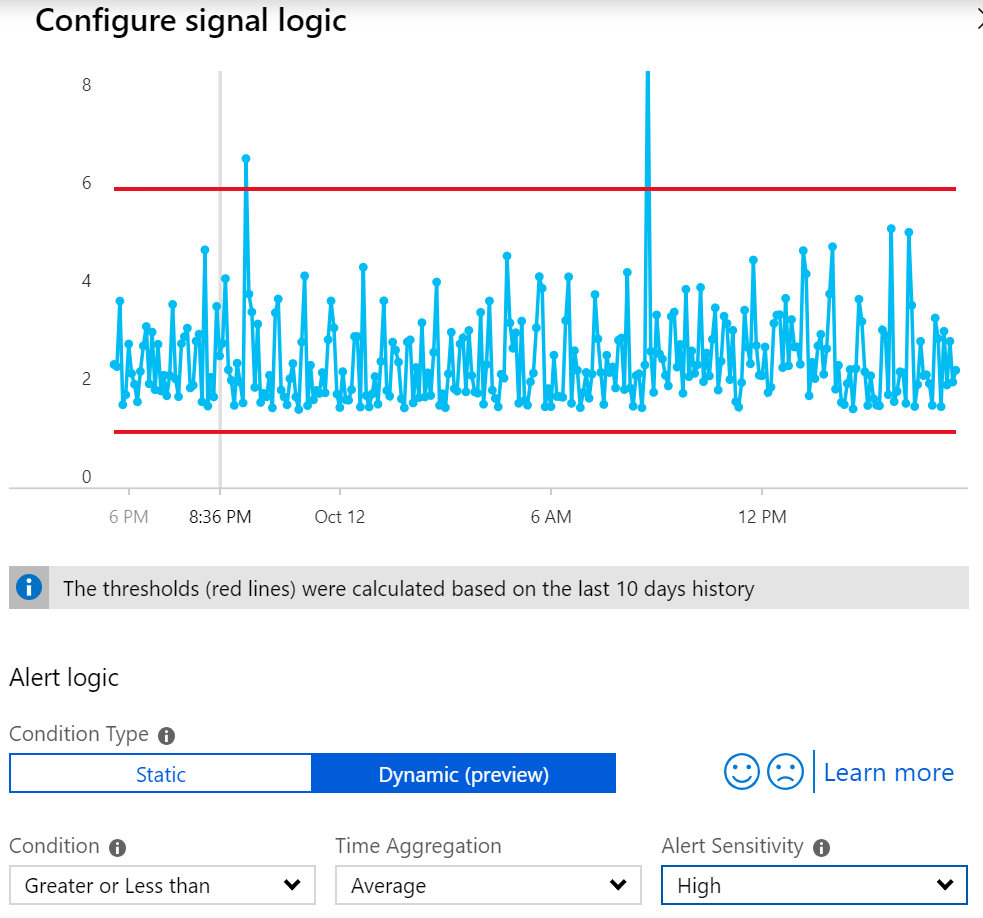 Configure signal logic
8
6
4
2
0
6 PM 8:36 PM Oct 12 6 AM 12 PM
The thresholds (red lines) were calculated based on the last 10 days history
Alert logic
Condition Type
Static Dynamic (preview) Learn more
Condition Time Aggregation Alert Sensitivity
Greater or Less than Average High